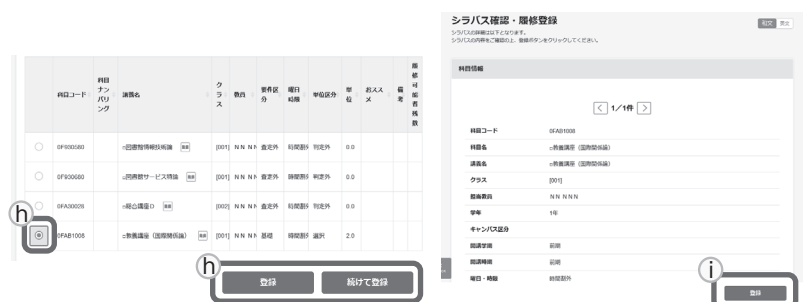 科目コード
科目ナンバリング
講義名
クラス
教員
要件区分
曜日時限
単位区分
単位
おススメ
備考
履修可能者残数
0F930580 □図書館情報技術論 [001] N N N N 査定外 時間割外 判定外 0.0
0F930600 □図書館サービス特論 [001] N N N N 査定外 時間割外 判定外 0.0
0FA30026 □総合講座D [002] N N N N 査定外 時間割外 判定外 0.0
h
0FAB1008 □教養講座（国際関係論） [001] N N N N 基礎 時間割外 選択 2.0
h
登録 続けて登録
シラバス確認・履修登録
和文 英文
シラバスの詳細は以下となります。
シラバスの内容をご確認の上、登録ボタンをクリックしてください。
科目情報
< 1／1件 >
科目コード 0FAB1008
科目名 □教養講座（国際関係論）
講義名 □教養講座（国際関係論）
クラス [001]
担当教員 N N N N N
学年 1年
キャンパス区分
開講学期 前期
開講時期 前期
曜日・時限 時間割外
i
登録